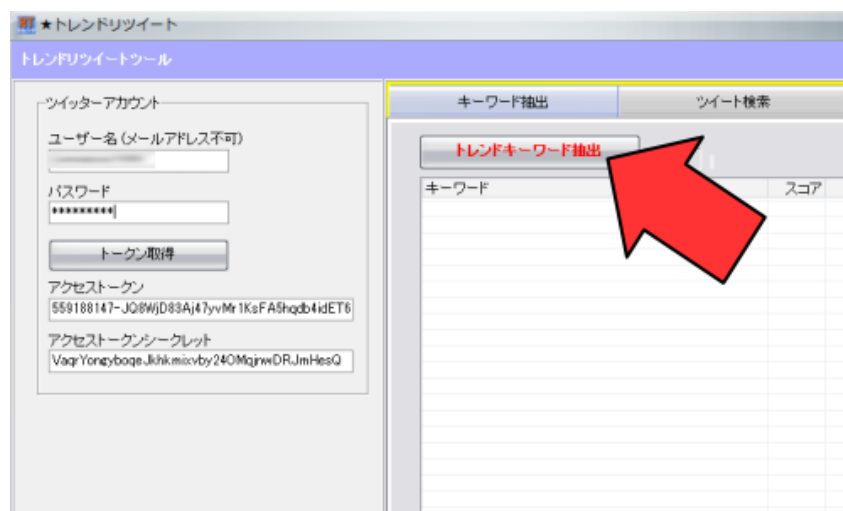 RT ★トレンドリツイート
トレンドリツイートツール
ツイッターアカウント
ユーザー名(メールアドレス不可)
パスワード
*********
トークン取得
アクセストークン
559188147-JQ8WjD83Aj47yvMr1KsFA5hqdb4idET6
アクセストークンシークレット
キーワード抽出
ツイート検索
トレンドキーワード抽出
キーワード
スコア